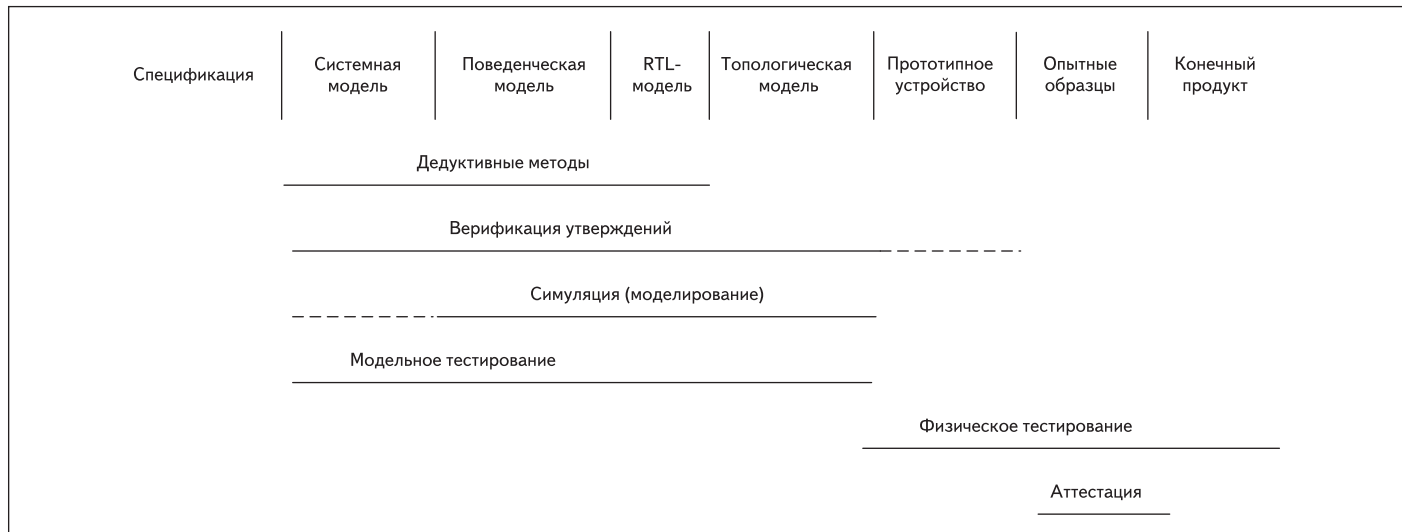 Спецификация
Системная
модель
Поведенческая
модель
RTL-
модель
Топологическая
модель
Прототипное
устройство
Опытные
образцы
Конечный
продукт
Дедуктивные методы
Верификация утверждений
Симуляция (моделирование)
Модельное тестирование
Физическое тестирование
Аттестация